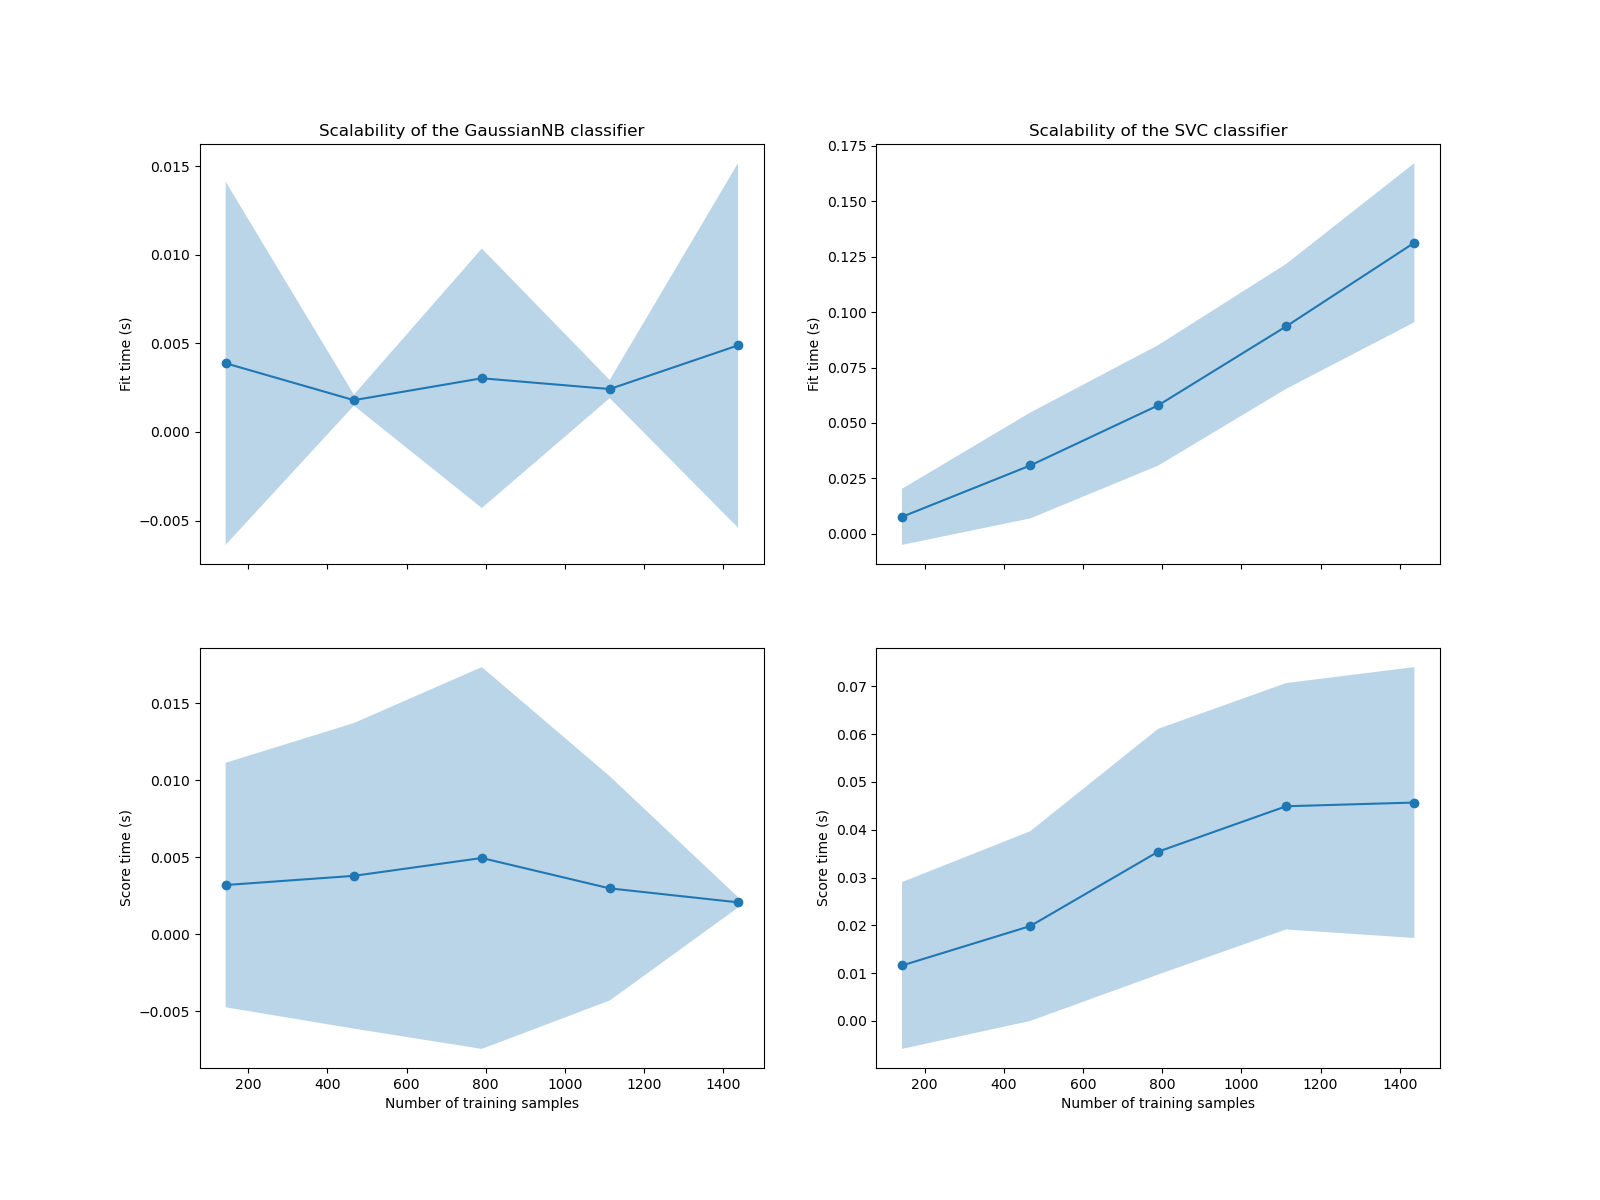 Scalability of the GaussianNB classifier
0.015
0.010
0.005
0.000
−0.005
Fit time (s)
Scalability of the SVC classifier
0.175
0.150
0.125
0.100
0.075
0.050
0.025
0.000
Fit time (s)
0.015
0.010
0.005
0.000
−0.005
Score time (s)
200 400 600 800 1000 1200 1400
Number of training samples
0.07
0.06
0.05
0.04
0.03
0.02
0.01
0.00
Score time (s)
200 400 600 800 1000 1200 1400
Number of training samples